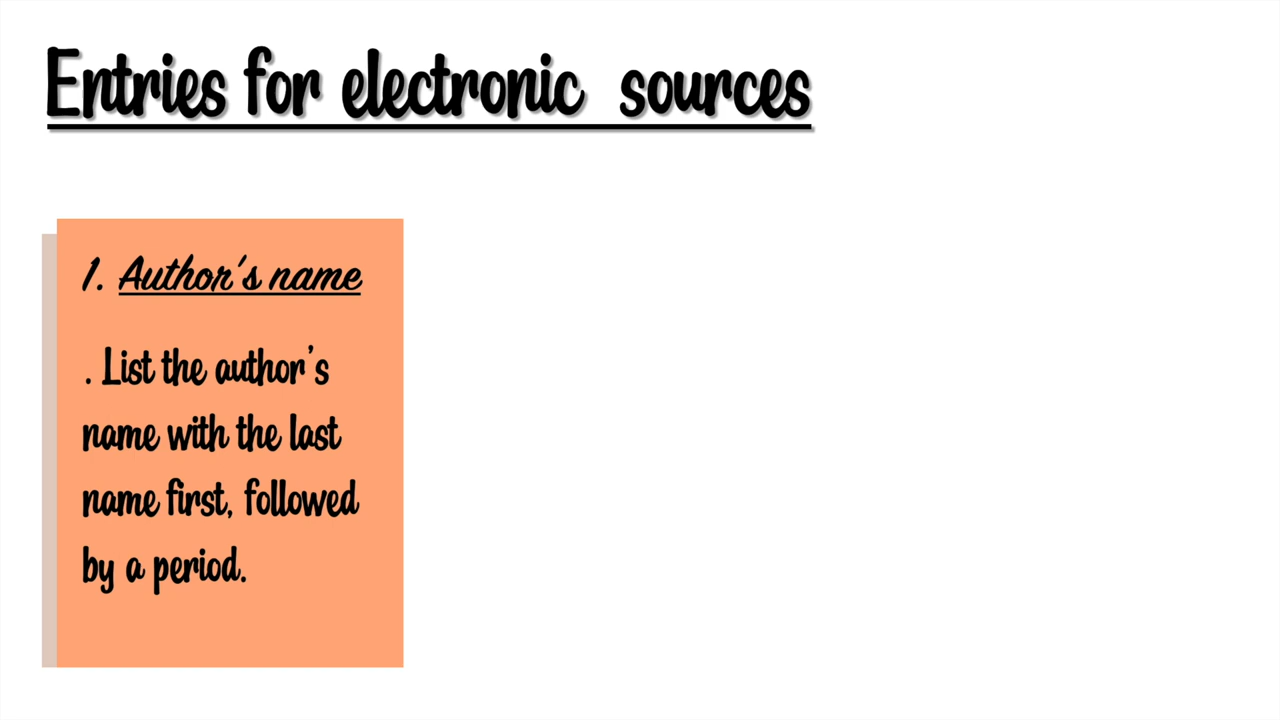 Entries for electronic sources
1. Author's name
. List the author's
name with the last
name first, followed
by a period.